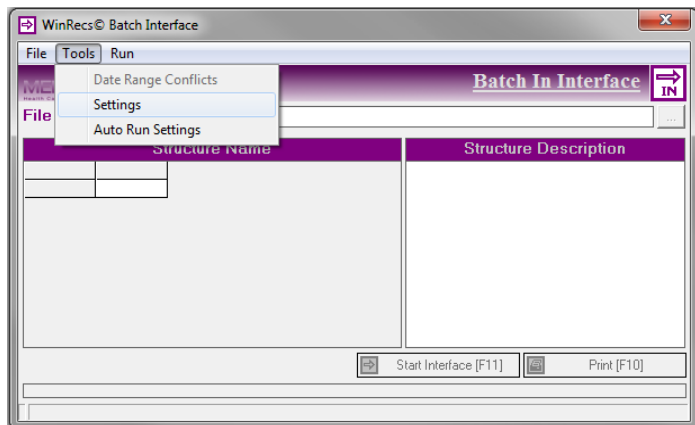 WinRecs© Batch Interface
File Tools Run
Date Range Conflicts
Settings
Auto Run Settings
Batch In Interface
IN
File
...
Structure Name
Structure Description
Start Interface [F11]
Print [F10]